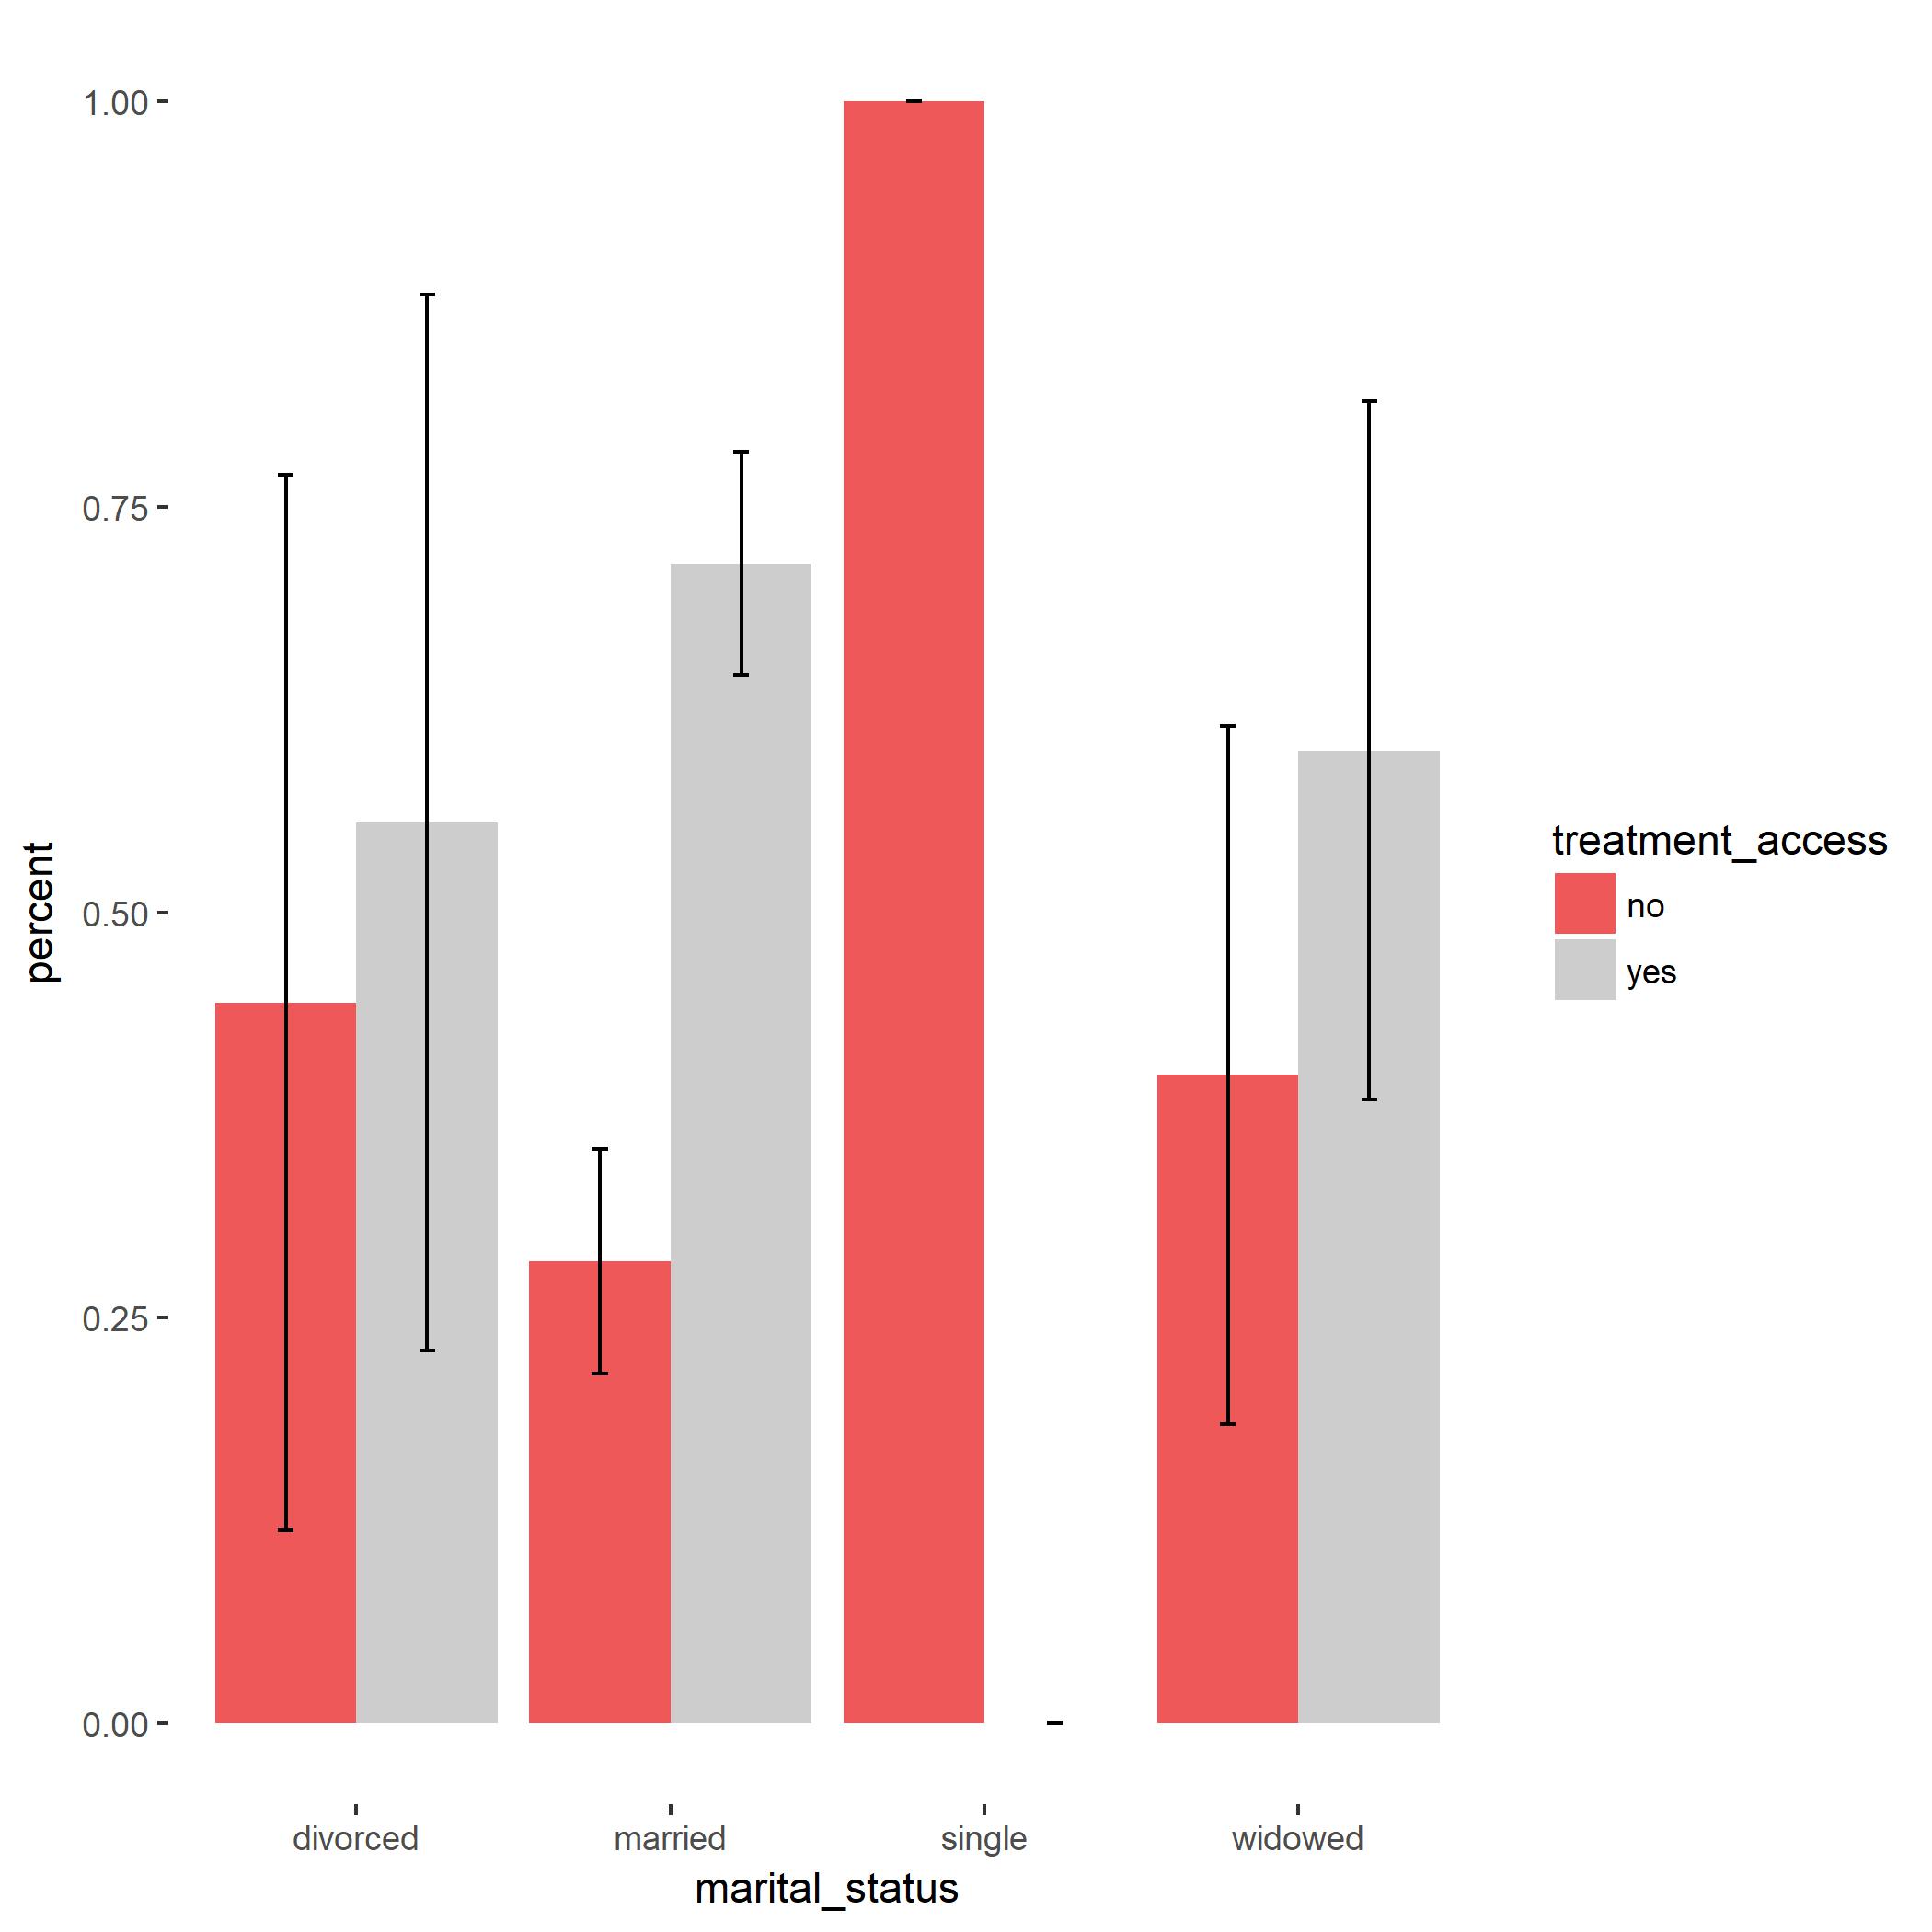 1.00
0.75
0.50
0.25
0.00
percent
divorced
married
single
widowed
marital_status
treatment_access
no
yes